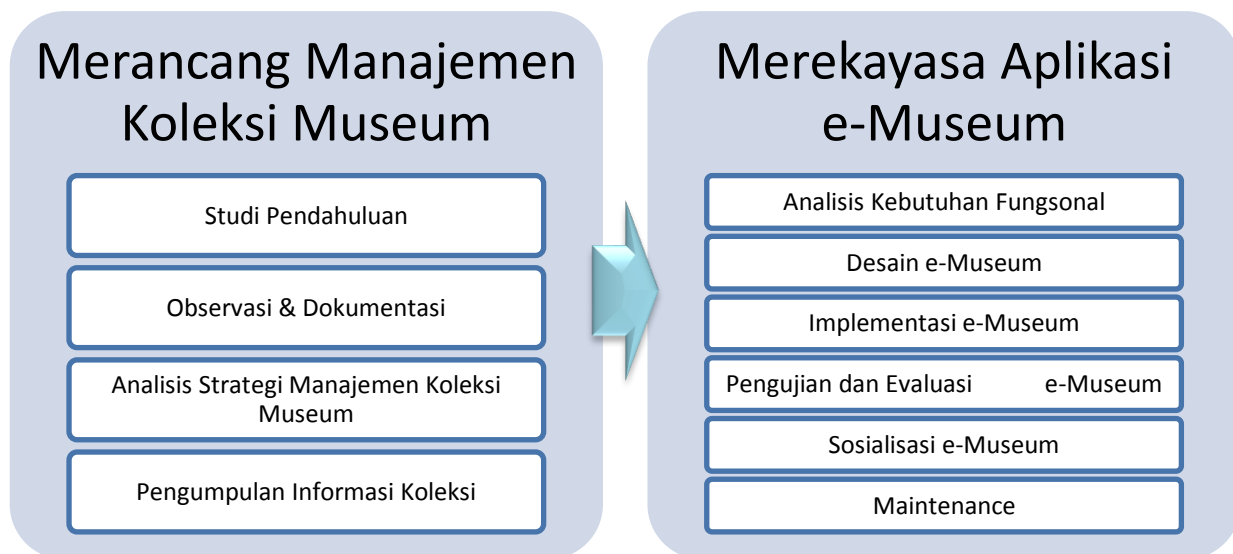 Merancang Manajemen
Koleksi Museum
Studi Pendahuluan
Observasi & Dokumentasi
Analisis Strategi Manajemen Koleksi
Museum
Pengumpulan Informasi Koleksi
Merekayasa Aplikasi
e-Museum
Analisis Kebutuhan Fungsonal
Desain e-Museum
Implementasi e-Museum
Pengujian dan Evaluasi e-Museum
Sosialisasi e-Museum
Maintenance